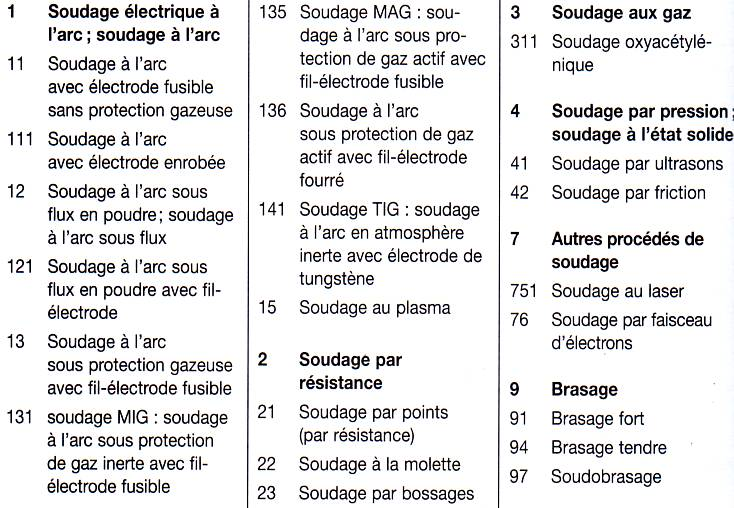 1 Soudage électrique à
l'arc ; soudage à l'arc
11 Soudage à l'arc
avec électrode fusible
sans protection gazeuse
111 Soudage à l'arc
avec électrode enrobée
12 Soudage à l'arc sous
flux en poudre ; soudage
à l'arc sous flux
121 Soudage à l'arc sous
flux en poudre avec fil-
électrode
13 Soudage à l'arc
sous protection gazeuse
avec fil-électrode fusible
131 soudage MIG : soudage
à l'arc sous protection
de gaz inerte avec fil-
électrode fusible
135 Soudage MAG : sou-
dage à l'arc sous pro-
tection de gaz actif avec
fil-électrode fusible
136 Soudage à l'arc
sous protection de gaz
actif avec fil-électrode
fourré
141 Soudage TIG : soudage
à l'arc en atmosphère
inerte avec électrode de
tungstène
15 Soudage au plasma
2 Soudage par
résistance
21 Soudage par points
(par résistance)
22 Soudage à la molette
23 Soudage par bossages
3 Soudage aux gaz
311 Soudage oxyacétylé-
nique
4 Soudage par pression ;
soudage à l'état solide
41 Soudage par ultrasons
42 Soudage par friction
7 Autres procédés de
soudage
751 Soudage au laser
76 Soudage par faisceau
d'électrons
9 Brasage
91 Brasage fort
94 Brasage tendre
97 Soudobrasage